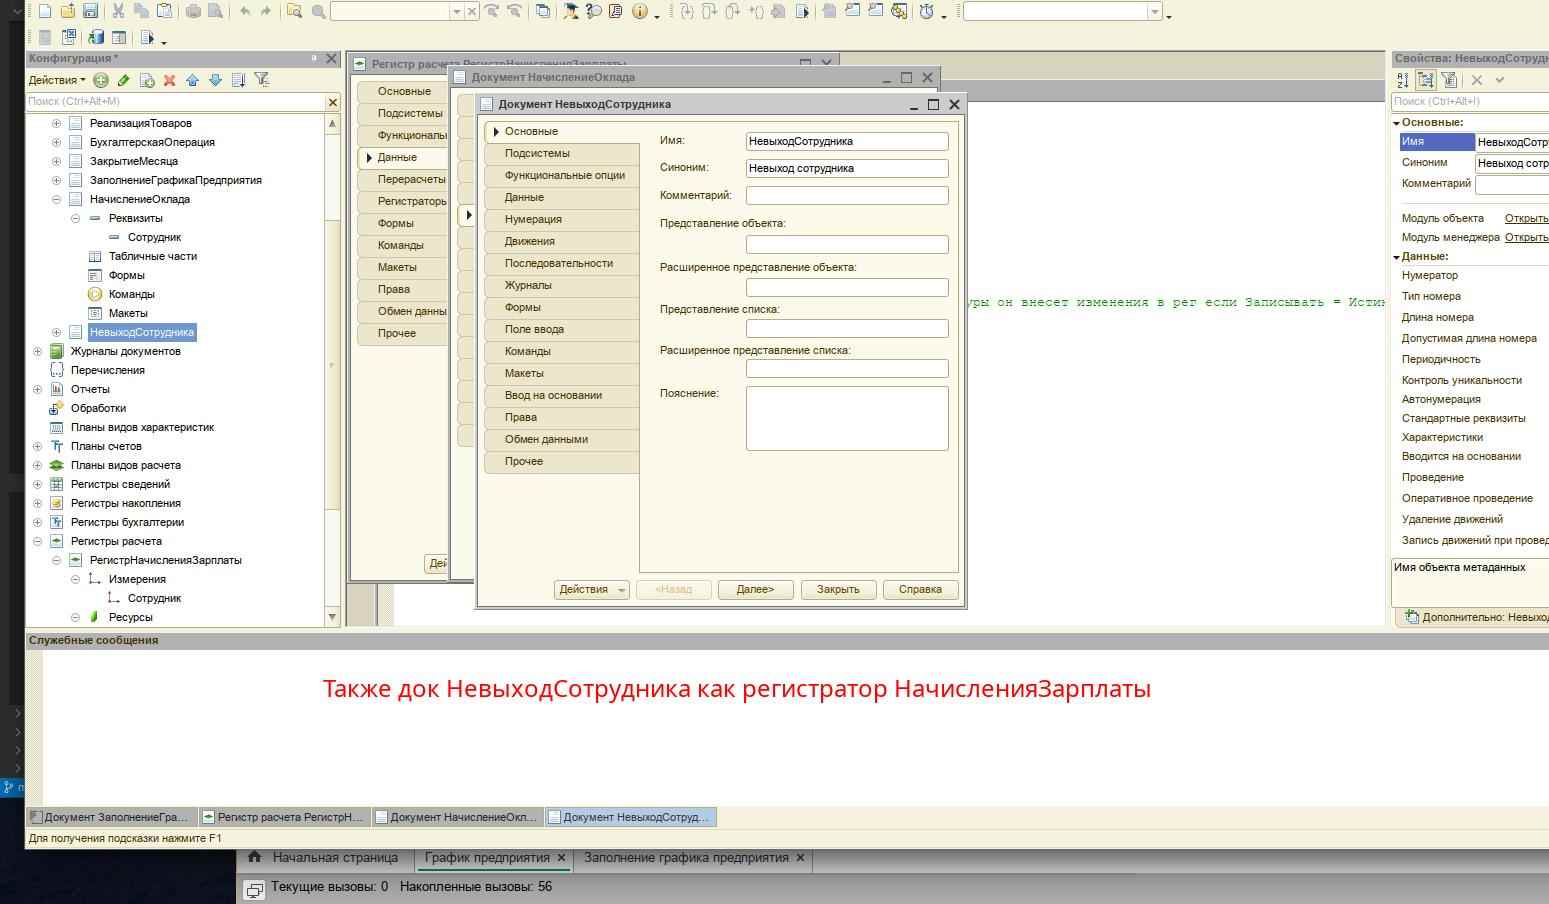 Конфигурация *
Действия
Поиск (Ctrl+Alt+M)
РеализацияТоваров
БухгалтерскаяОперация
ЗакрытиеМесяца
ЗаполнениеГрафикаПредприятия
НачислениеОклада
Реквизиты
Сотрудник
Табличные части
Формы
Команды
Макеты
НевыходСотрудника
Журналы документов
Перечисления
Отчеты
Обработки
Планы видов характеристик
Планы счетов
Планы видов расчета
Регистры сведений
Регистры накопления
Регистры бухгалтерии
Регистры расчета
РегистрНачисленияЗарплаты
Измерения
Сотрудник
Ресурсы
Регистр расчета РегистрНачисленияЗарплаты
Основные
Подсистемы
Функциональ
Данные
Перерасчеты
Регистраторы
Формы
Команды
Макеты
Права
Обмен данны
Прочее
Дей
Документ НачислениеОклада
Документ НевыходСотрудника
Основные
Подсистемы
Функциональные опции
Данные
Нумерация
Движения
Последовательности
Журналы
Формы
Поле ввода
Команды
Макеты
Ввод на основании
Права
Обмен данными
Прочее
Имя: НевыходСотрудника
Синоним: Невыход сотрудника
Комментарий:
Представление объекта:
Расширенное представление объекта:
Представление списка:
Расширенное представление списка:
Пояснение:
Действия <Назад Далее> Закрыть Справка
уры он внесет изменения в рег если Записывать = Истин
Свойства: НевыходСотрудн
Поиск (Ctrl+Alt+I)
Основные:
Имя НевыходСотр
Синоним Невыход сотр
Комментарий
Модуль объекта Открыть
Модуль менеджера Открыть
Данные:
Нумератор
Тип номера
Длина номера
Допустимая длина номера
Периодичность
Контроль уникальности
Автонумерация
Стандартные реквизиты
Характеристики
Вводится на основании
Проведение
Оперативное проведение
Удаление движений
Запись движений при провед
Имя объекта метаданных
Дополнительно: Невыход
Служебные сообщения
Также док НевыходСотрудника как регистратор НачисленияЗарплаты
Документ ЗаполнениеГра... Регистр расчета РегистрН... Документ НачислениеОкл... Документ НевыходСотруд...
Для получения подсказки нажмите F1
Начальная страница График предприятия × Заполнение графика предприятия ×
Текущие вызовы: 0 Накопленные вызовы: 56